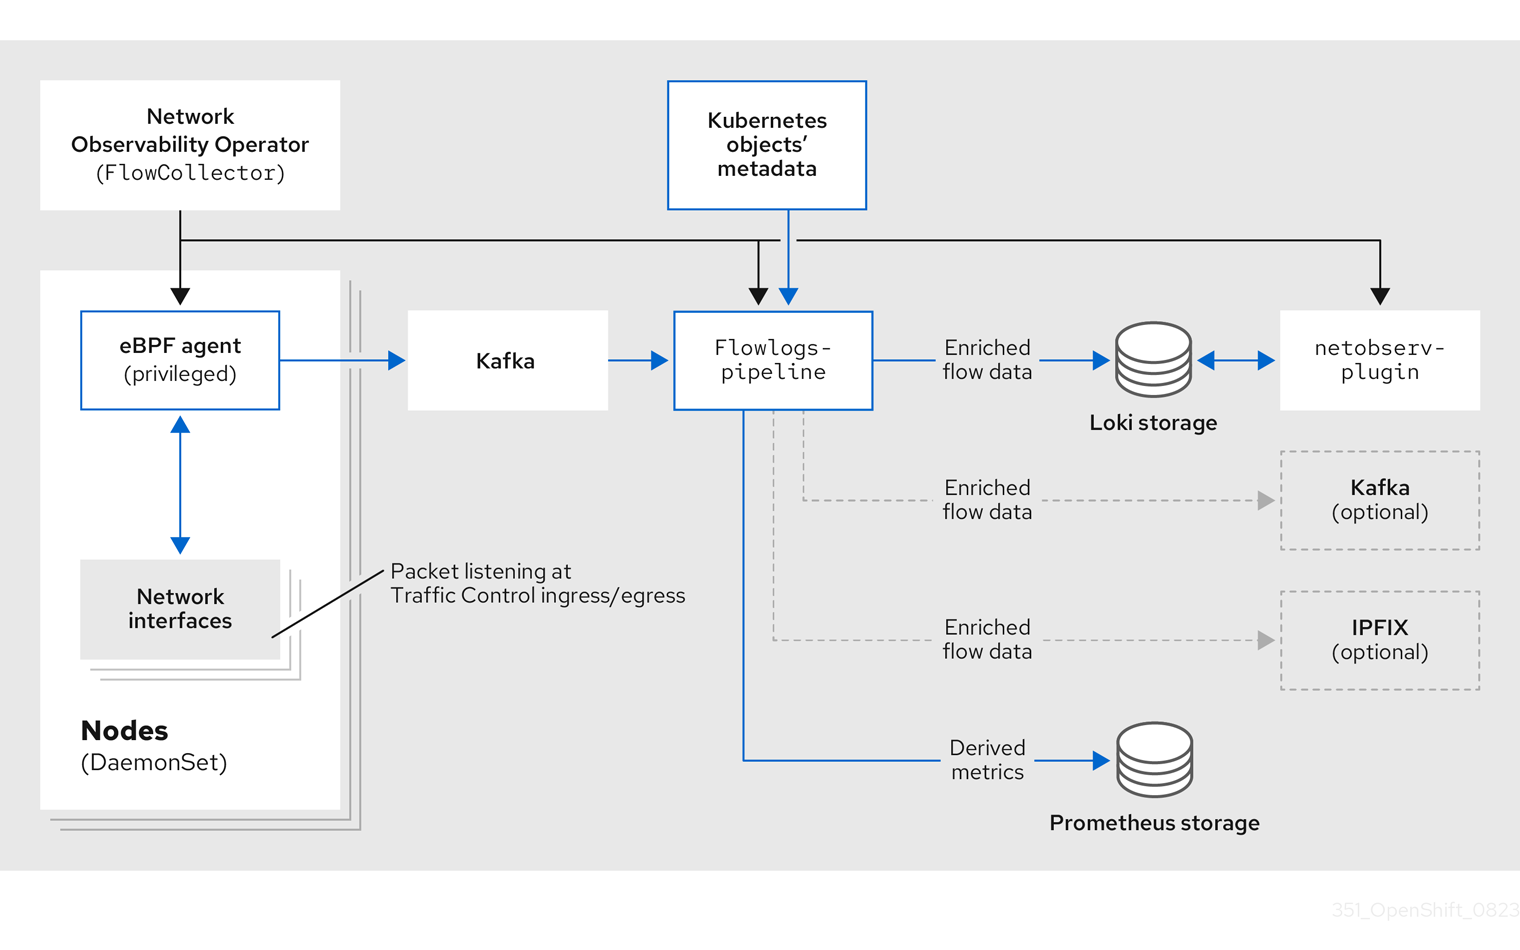 Network
Observability Operator
(FlowCollector)
Kubernetes
objects’
metadata
eBPF agent
(privileged)
Kafka
Flowlogs-
pipeline
Enriched
flow data
Loki storage
netobserv-
plugin
Enriched
flow data
Kafka
(optional)
Network
interfaces
Packet listening at
Traffic Control ingress/egress
Enriched
flow data
IPFIX
(optional)
Nodes
(DaemonSet)
Derived
metrics
Prometheus storage
351_OpenShift_0823